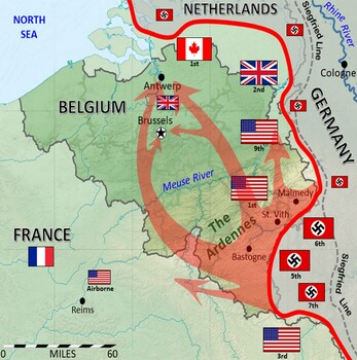 NETHERLANDS
NORTH
SEA
1st
Rhine River
Siegfried Line
Cologne
Antwerp
2nd
BELGIUM
Brussels
9th
GERMANY
Meuse River
1st
Malmedy
The
Ardennes
St. Vith
6th
FRANCE
Bastogne
5th
Airborne
7th
Siegfried Line
Reims
3rd
0 MILES 60